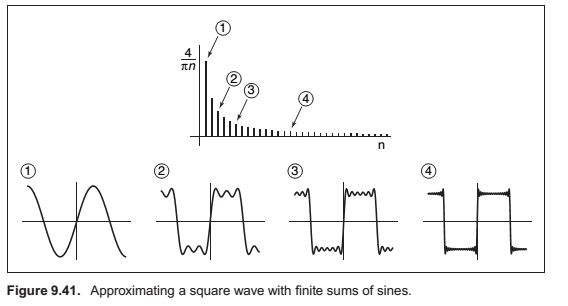 ①
4
πn
②
③
④
n
① ② ③ ④
Figure 9.41. Approximating a square wave with finite sums of sines.